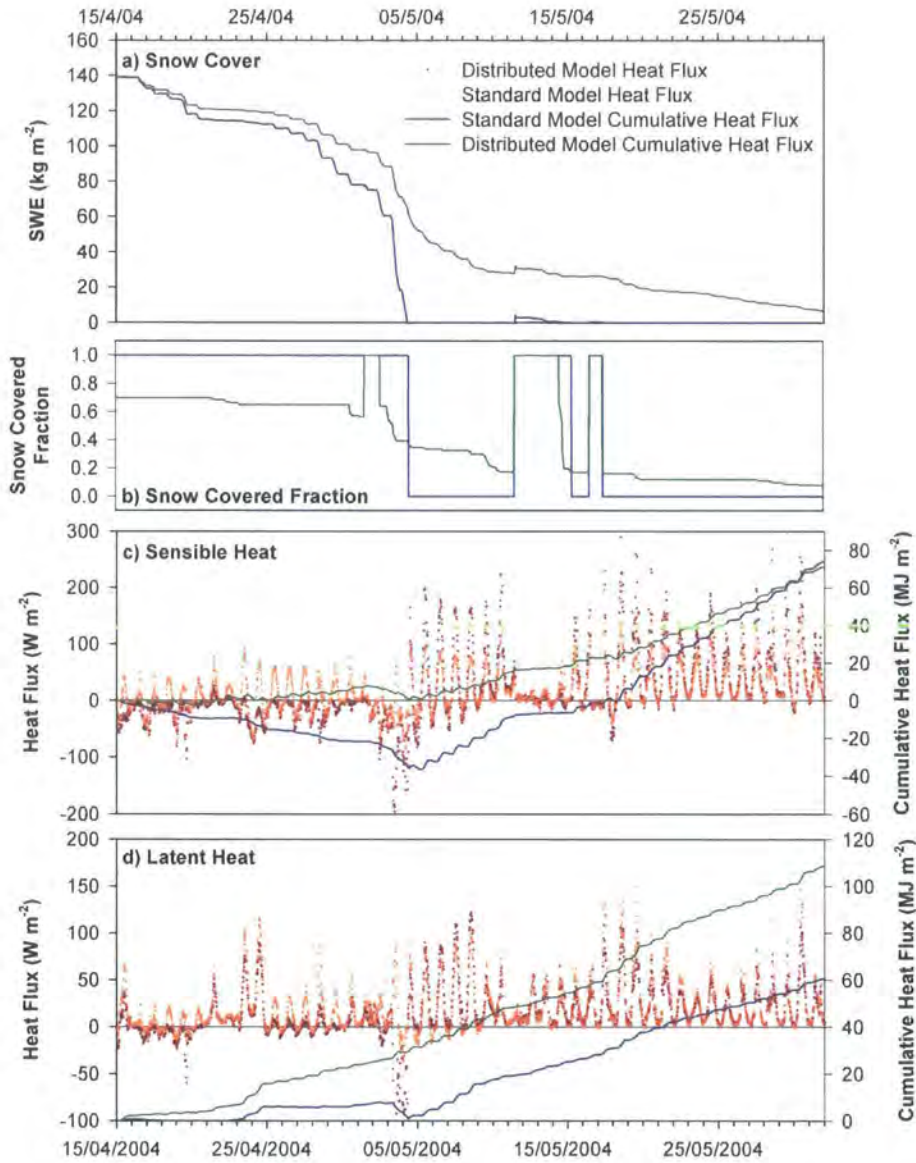 15/4/04 25/4/04 05/5/04 15/5/04 25/5/04
a) Snow Cover
Distributed Model Heat Flux
Standard Model Heat Flux
Standard Model Cumulative Heat Flux
Distributed Model Cumulative Heat Flux
SWE (kg m⁻²)
160
140
120
100
80
60
40
20
0
Snow Covered
Fraction
1.0
0.8
0.6
0.4
0.2
0.0
b) Snow Covered Fraction
c) Sensible Heat
Heat Flux (W m⁻²)
300
200
100
0
-100
-200
80
60
40
20
0
-20
-40
-60
Cumulative Heat Flux (MJ m⁻²)
d) Latent Heat
Heat Flux (W m⁻²)
200
150
100
50
0
-50
-100
120
100
80
60
40
20
0
Cumulative Heat Flux (MJ m⁻²)
15/04/2004 25/04/2004 05/05/2004 15/05/2004 25/05/2004